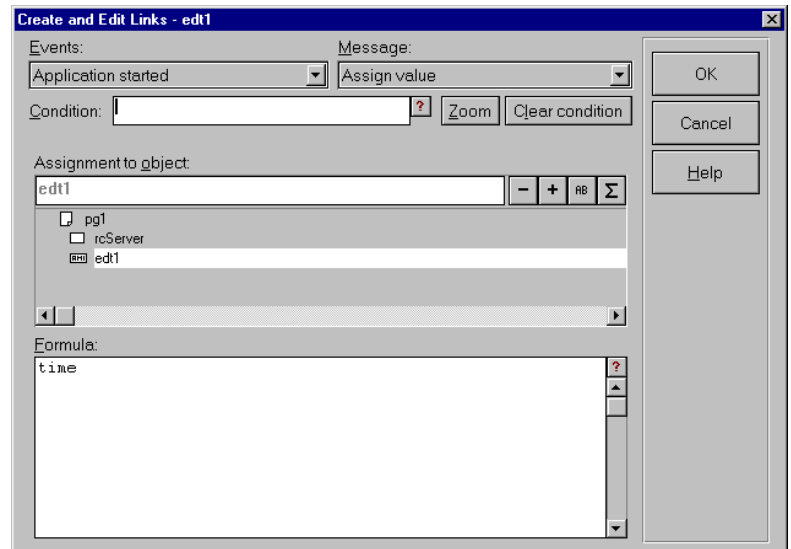 Create and Edit Links - edt1
Events:
Message:
Application started
Assign value
OK
Condition:
?
Zoom
Clear condition
Cancel
Assignment to object:
Help
edt1
− + AB Σ
pg1
rcServer
edt1
Formula:
time
?